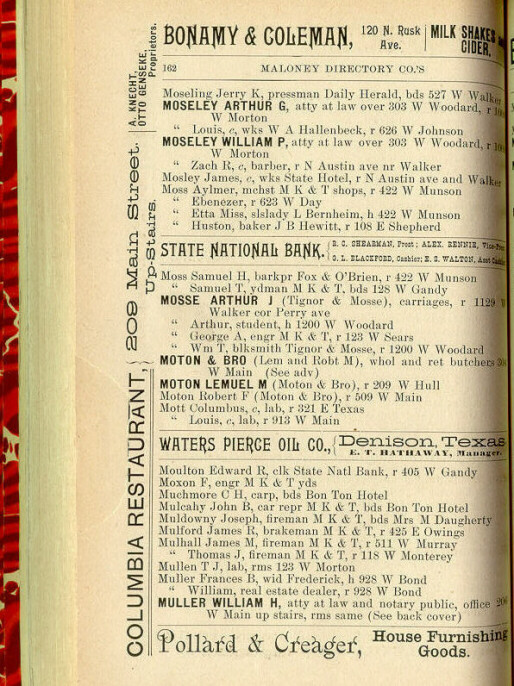 BONAMY & COLEMAN, 120 N. Rusk Ave. MILK SHAKES CIDER,
162 MALONEY DIRECTORY CO.'S
Moseling Jerry K, pressman Daily Herald, bds 527 W Walker
MOSELEY ARTHUR G, atty at law over 303 W Woodard, r
W Morton
" Louis, c, wks W A Hallenbeck, r 626 W Johnson
MOSELEY WILLIAM P, atty at law over 303 W Woodard, r
W Morton
" Zach R, c, barber, r N Austin ave nr Walker
Mosley James, c, wks State Hotel, r N Austin ave and Walker
Moss Aylmer, mchst M K & T shops, r 422 W Munson
" Ebenezer, r 623 W Day
" Etta Miss, slslady L Bernheim, h 422 W Munson
" Huston, baker J B Hewitt, r 108 E Shepherd
STATE NATIONAL BANK. { B. C. SHEARMAN, Prest; ALEX. RENNIE,
G. L. BLACKFORD, Cashier; E. S. WALTON, Asst
Moss Samuel H, barkpr Fox & O'Brien, r 422 W Munson
" Samuel T, ydman M K & T, bds 128 W Gandy
MOSSE ARTHUR J (Tignor & Mosse), carriages, r 1129
Walker cor Perry ave
" Arthur, student, h 1200 W Woodard
" George A, engr M K & T, r 123 W Sears
" Wm T, blksmith Tignor & Mosse, r 1200 W Woodard
MOTON & BRO (Lem and Robt M), whol and ret butchers
W Main (See adv)
MOTON LEMUEL M (Moton & Bro), r 209 W Hull
Moton Robert F (Moton & Bro), r 509 W Main
Mott Columbus, c, lab, r 321 E Texas
" Louis, c, lab, r 913 W Main
WATERS PIERCE OIL CO., { Denison, Texas
E. T. HATHAWAY, Manager.
Moulton Edward R, clk State Natl Bank, r 405 W Gandy
Moxon F, engr M K & T yds
Muchmore C H, carp, bds Bon Ton Hotel
Mulcahy John B, car repr M K & T, bds Bon Ton Hotel
Muldowny Joseph, fireman M K & T, bds Mrs M Daugherty
Mulford James R, brakeman M K & T, r 425 E Owings
Mulhall James M, fireman M K & T, r 511 W Murray
" Thomas J, fireman M K & T, r 118 W Monterey
Mullen T J, lab, rms 123 W Morton
Muller Frances B, wid Frederick, h 928 W Bond
" William, real estate dealer, r 928 W Bond
MULLER WILLIAM H, atty at law and notary public, office
W Main up stairs, rms same (See back cover)
Pollard & Creager, House Furnishing Goods.
COLUMBIA RESTAURANT, { 209 Main Street. Up-Stairs. } A. KNECHT, OTTO GENSEKE, Proprietors.